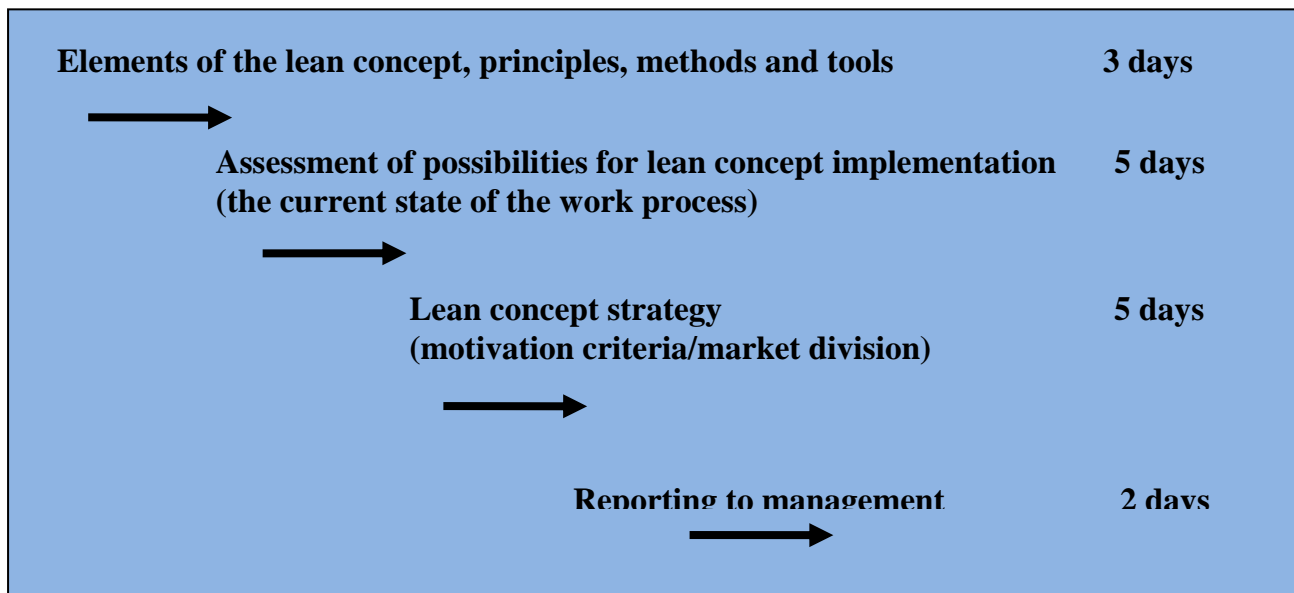 Elements of the lean concept, principles, methods and tools 3 days
Assessment of possibilities for lean concept implementation 5 days
(the current state of the work process)
Lean concept strategy 5 days
(motivation criteria/market division)
Reporting to management 2 days